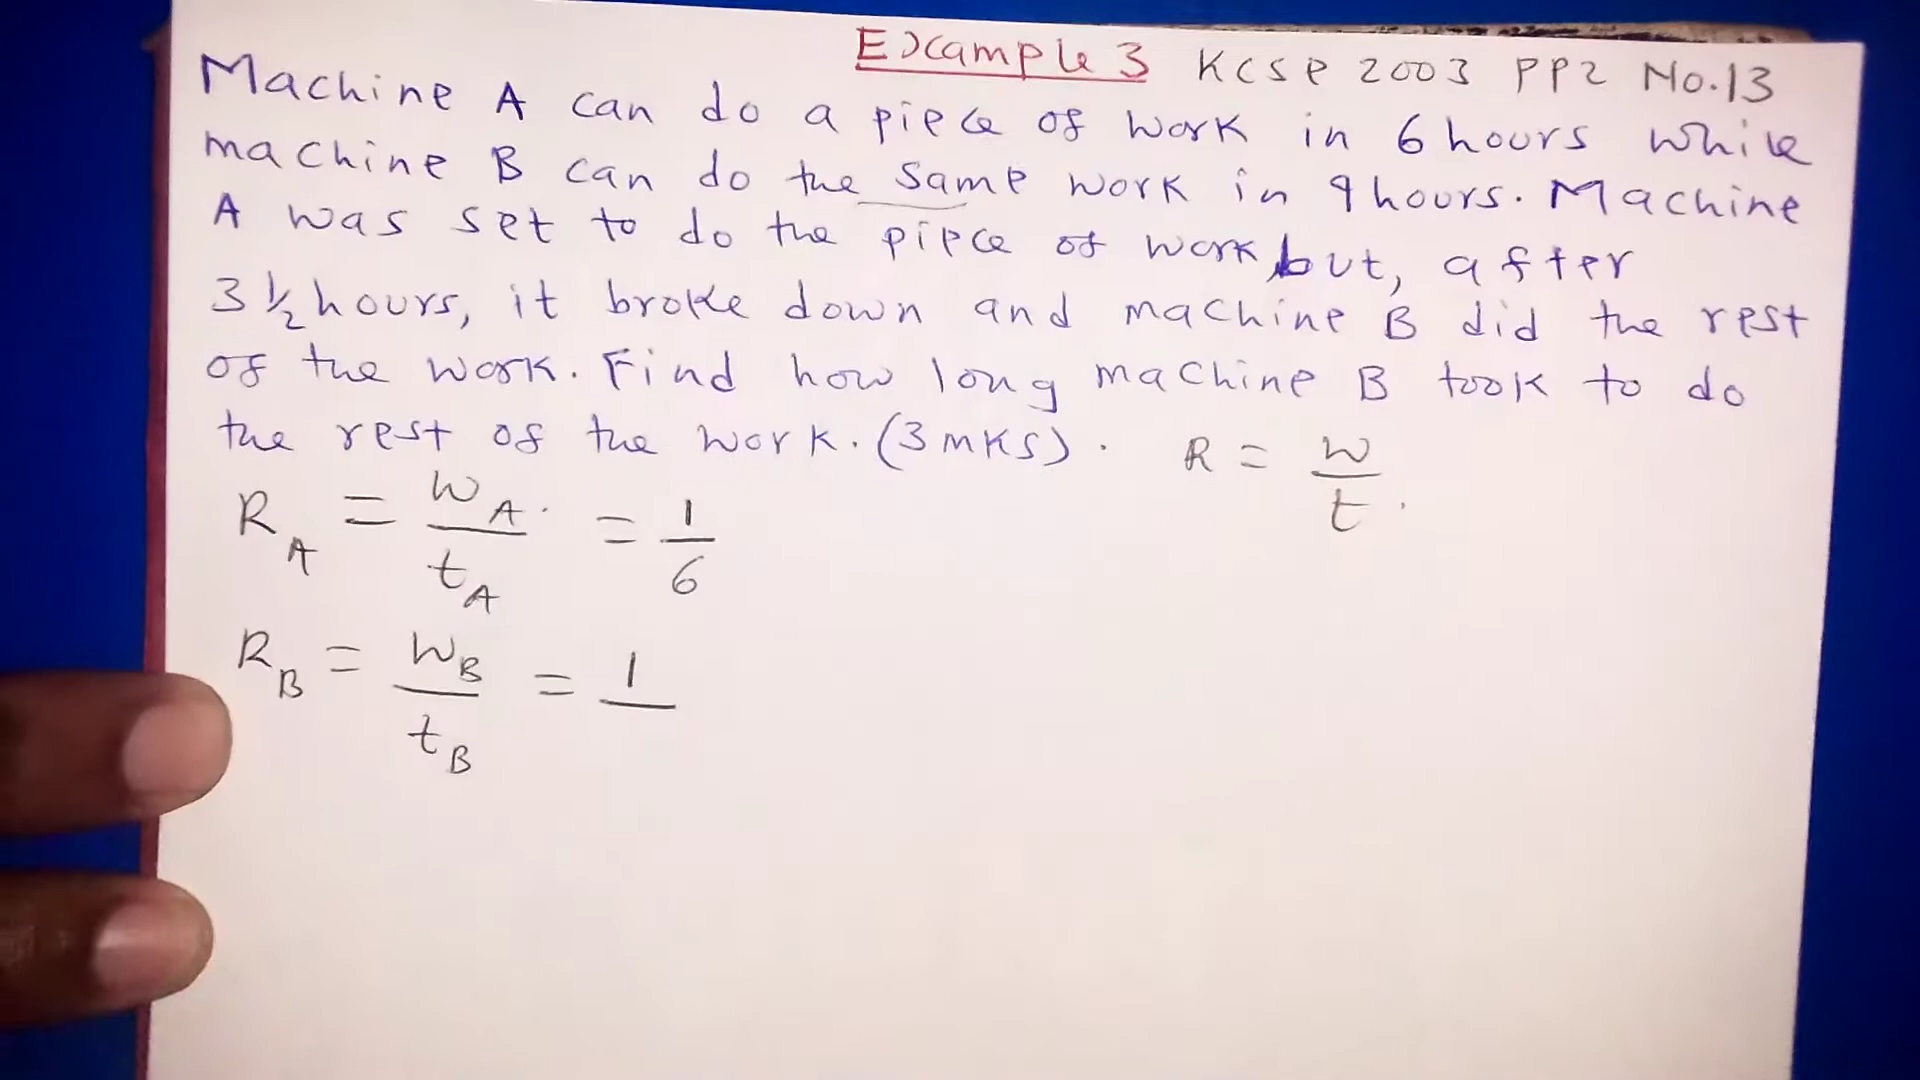 Example 3 KCSE 2003 PP2 No.13
Machine A can do a piece of work in 6 hours while
machine B can do the same work in 9 hours. Machine
A was set to do the piece of work but, after
3 1/2 hours, it broke down and machine B did the rest
of the work. Find how long machine B took to do
the rest of the work. (3 mks). R = W/t.
R_A = W_A/t_A = 1/6
R_B = W_B/t_B = 1/